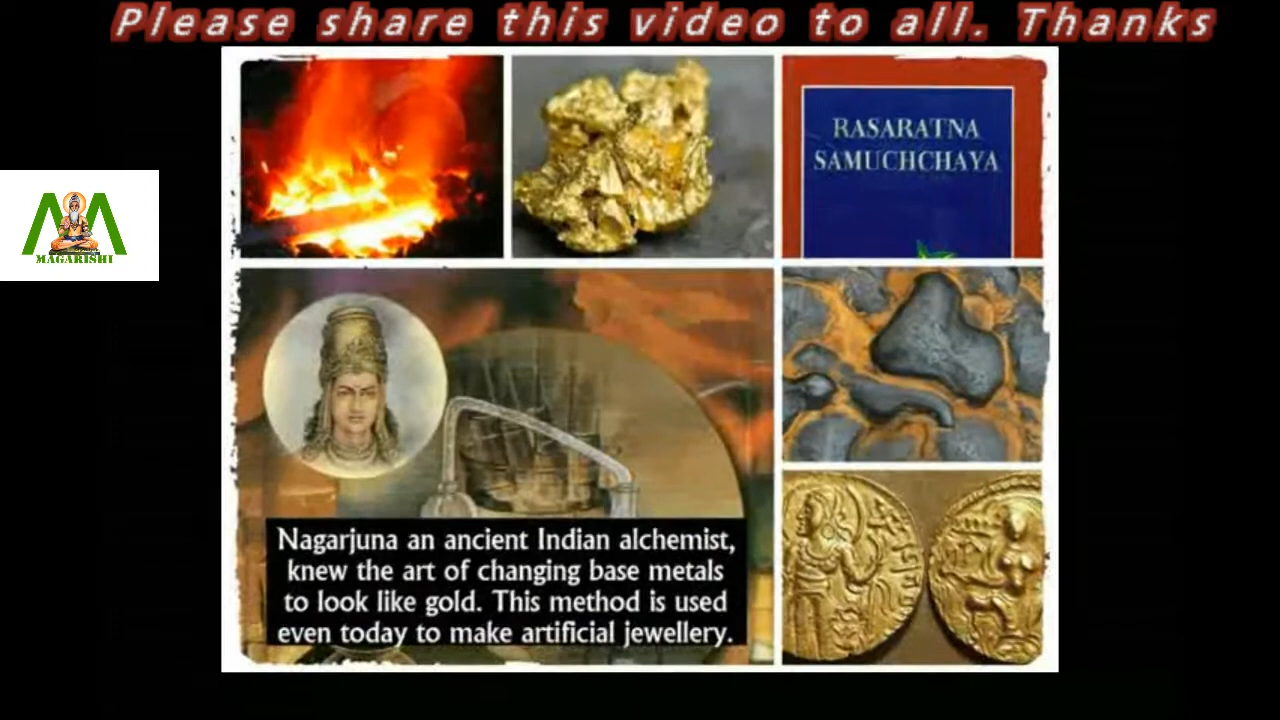 Please share this video to all. Thanks
RASARATNA
SAMUCHCHAYA
MAGARISHI
Nagarjuna an ancient Indian alchemist,
knew the art of changing base metals
to look like gold. This method is used
even today to make artificial jewellery.